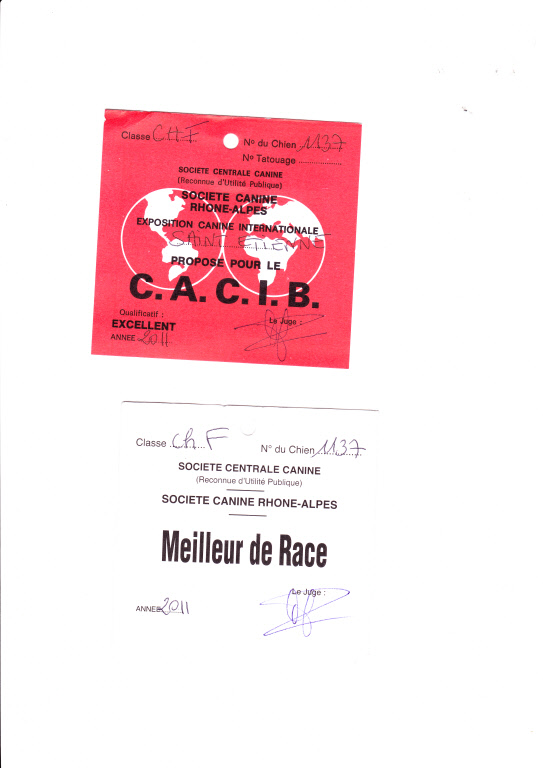 Classe CHF
N° du Chien 1137
N° Tatouage
SOCIETE CENTRALE CANINE
(Reconnue d'Utilité Publique)
SOCIETE CANINE
RHONE-ALPES
EXPOSITION CANINE INTERNATIONALE
SAINT ETIENNE
PROPOSÉ POUR LE
C. A. C. I. B.
Qualificatif :
EXCELLENT
Le Juge :
ANNEE 2011
Classe Ch F
N° du Chien 1137
SOCIETE CENTRALE CANINE
(Reconnue d'Utilité Publique)
SOCIETE CANINE RHONE-ALPES
Meilleur de Race
Le Juge :
ANNEE 2011